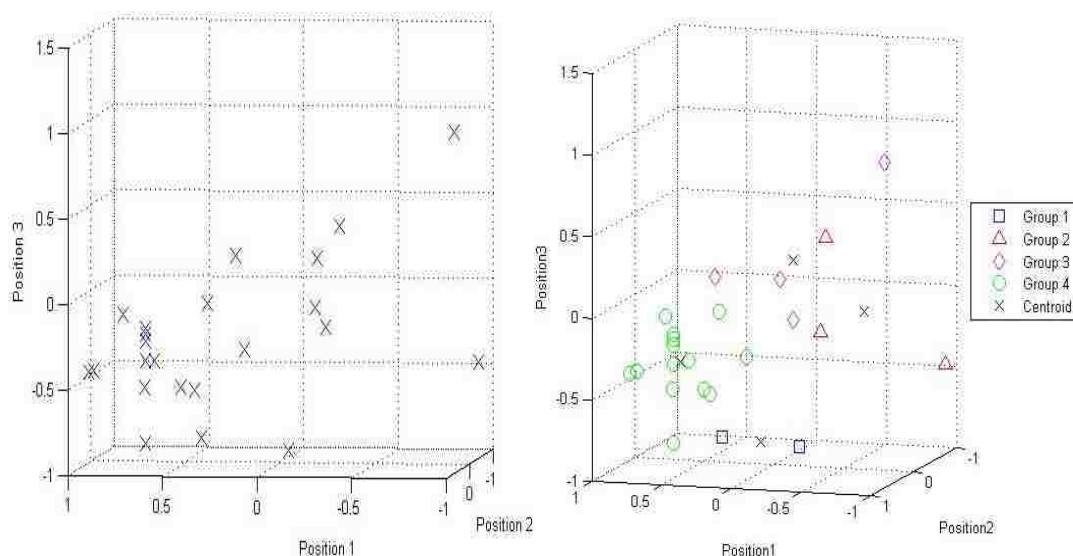 1.5
1
0.5
0
-0.5
-1
Position 3
1
0.5
0
-0.5
-1
Position 1
-1
0
1
Position 2
1.5
1
0.5
0
-0.5
-1
Position3
1
0.5
0
-0.5
-1
Position1
-1
0
1
Position2
Group 1
Group 2
Group 3
Group 4
Centroid